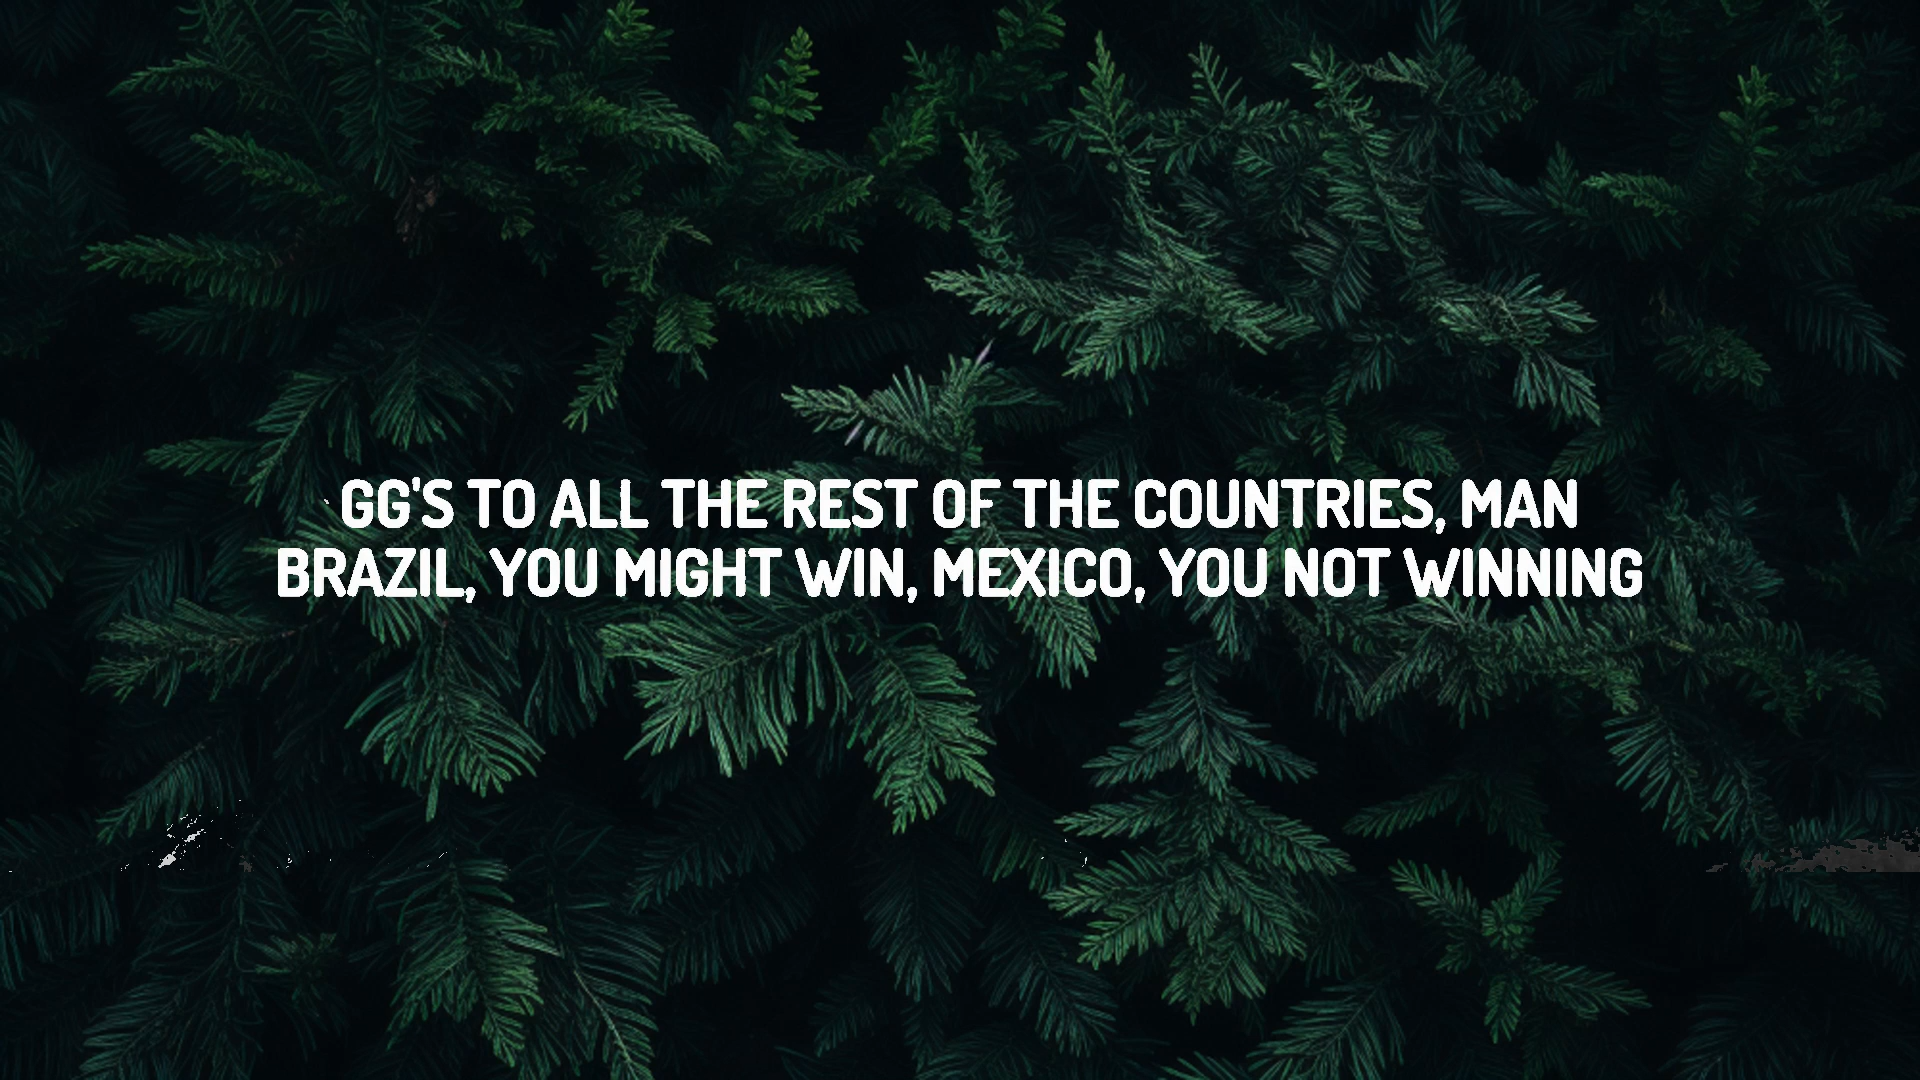 GG'S TO ALL THE REST OF THE COUNTRIES, MAN
BRAZIL, YOU MIGHT WIN, MEXICO, YOU NOT WINNING